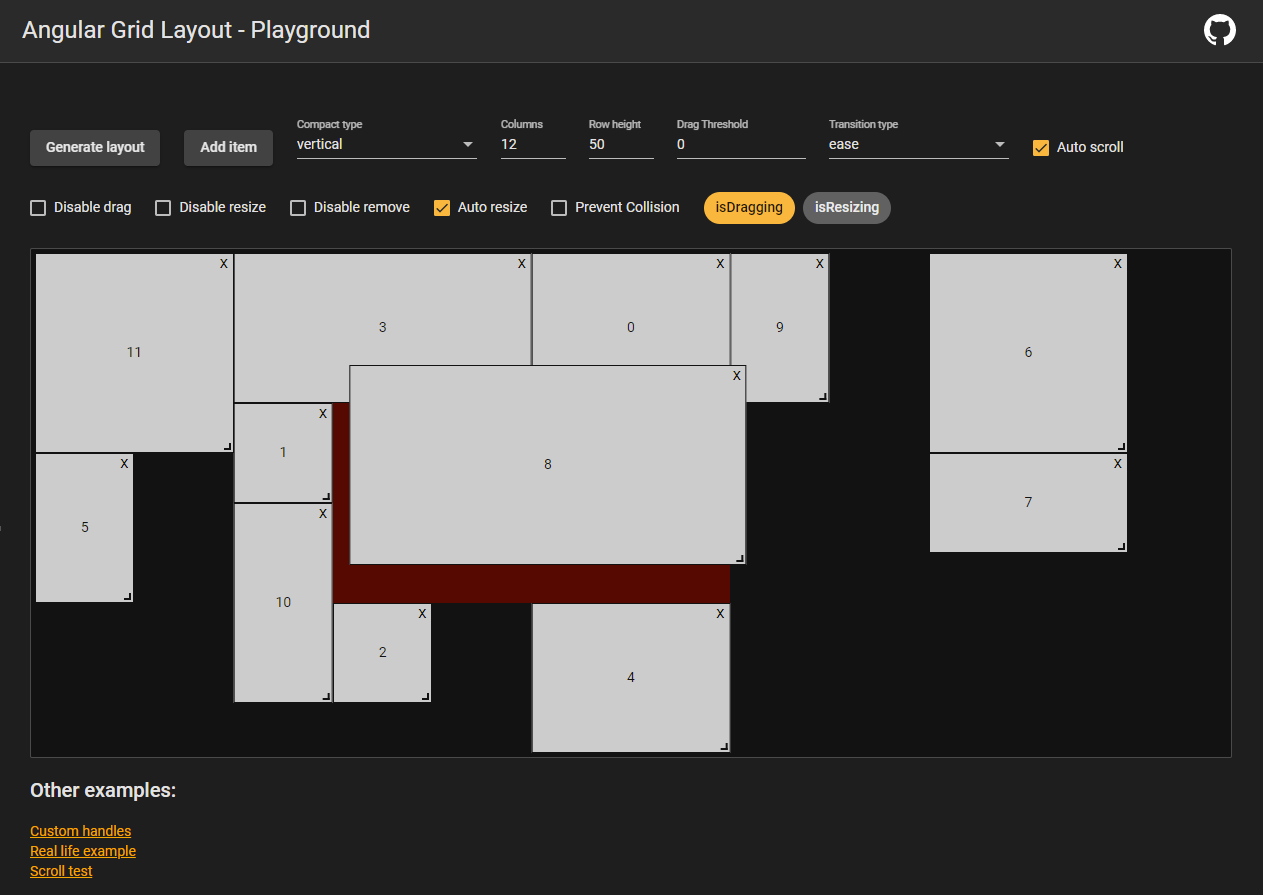 Angular Grid Layout - Playground
Generate layout
Add item
Compact type
vertical
Columns
12
Row height
50
Drag Threshold
0
Transition type
ease
Auto scroll
Disable drag
Disable resize
Disable remove
Auto resize
Prevent Collision
isDragging
isResizing
X
11
X
3
X
0
X
9
X
6
X
8
X
1
X
5
X
7
X
10
X
2
X
4
Other examples:
Custom handles
Real life example
Scroll test